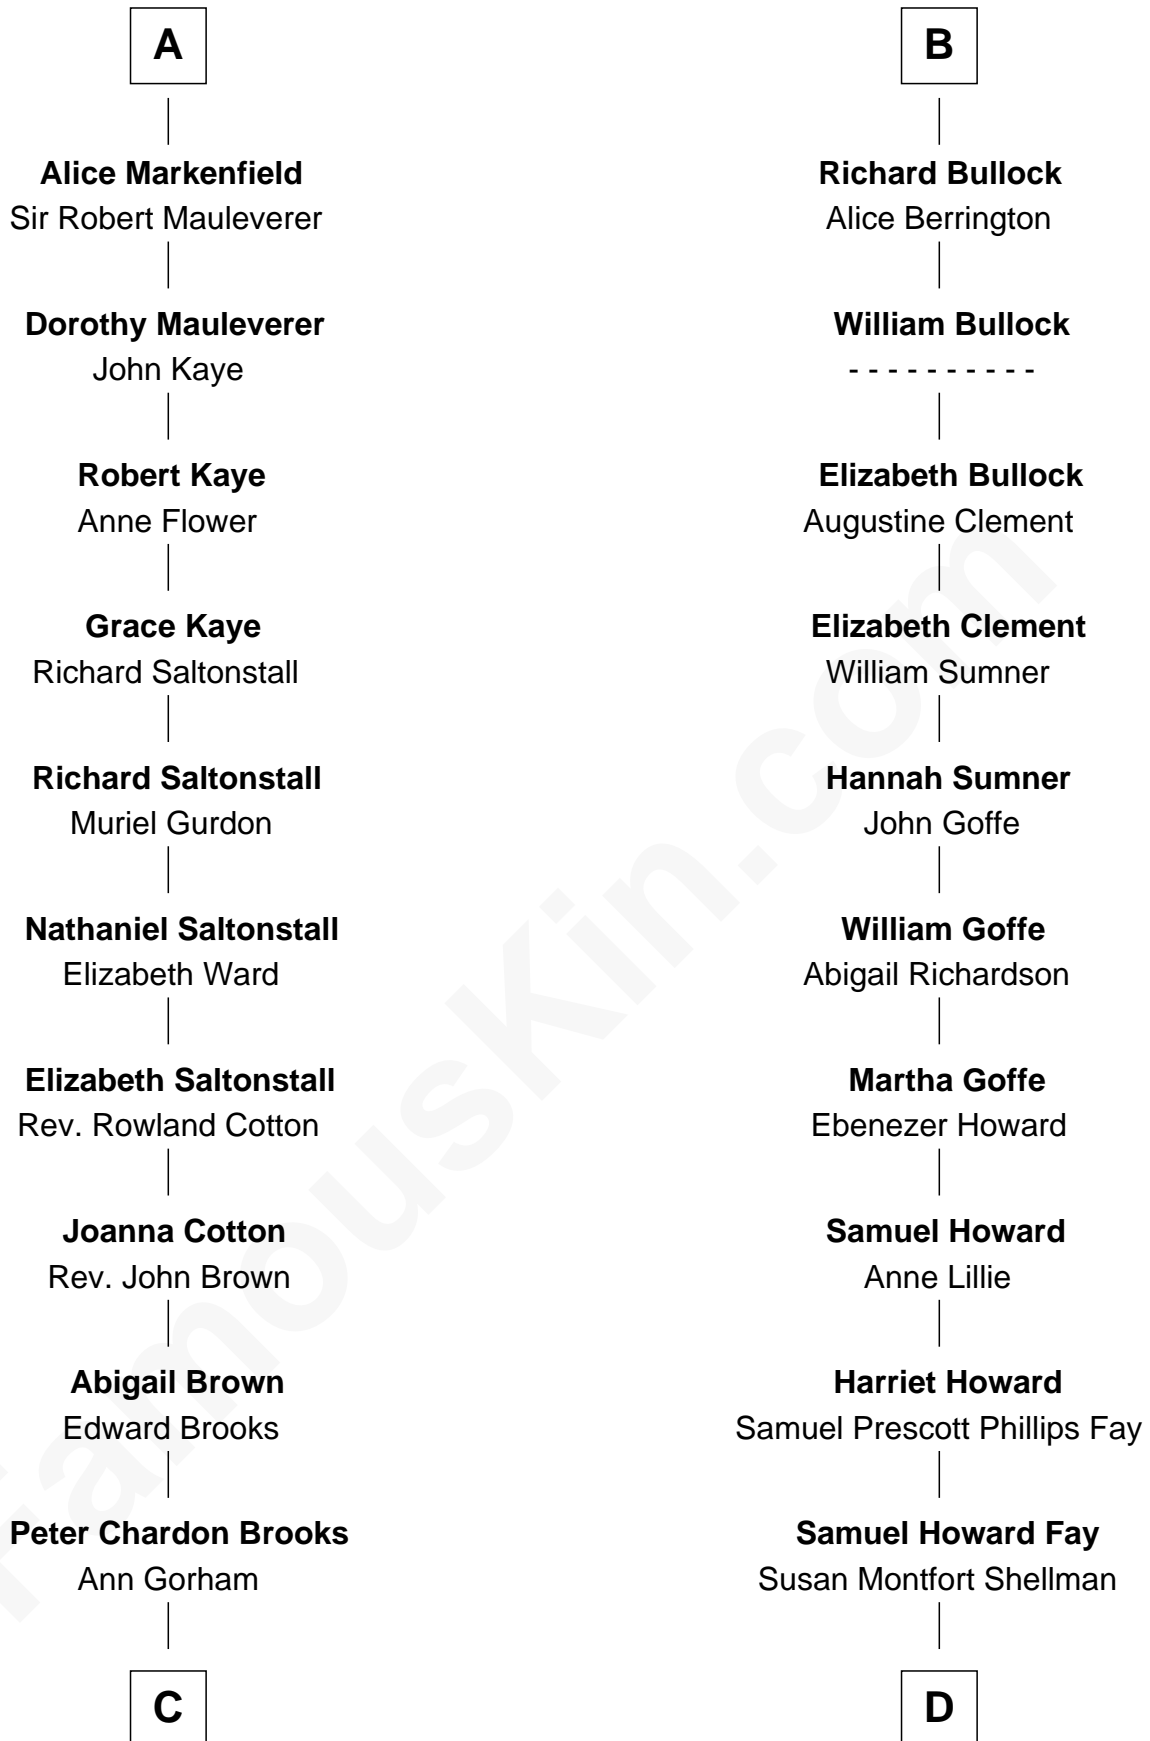 A
Alice Markenfield
Sir Robert Mauleverer
Dorothy Mauleverer
John Kaye
Robert Kaye
Anne Flower
Grace Kaye
Richard Saltonstall
Richard Saltonstall
Muriel Gurdon
Nathaniel Saltonstall
Elizabeth Ward
Elizabeth Saltonstall
Rev. Rowland Cotton
Joanna Cotton
Rev. John Brown
Abigail Brown
Edward Brooks
Peter Chardon Brooks
Ann Gorham
C
B
Richard Bullock
Alice Berrington
William Bullock
- - - - - - - - - -
Elizabeth Bullock
Augustine Clement
Elizabeth Clement
William Sumner
Hannah Sumner
John Goffe
William Goffe
Abigail Richardson
Martha Goffe
Ebenezer Howard
Samuel Howard
Anne Lillie
Harriet Howard
Samuel Prescott Phillips Fay
Samuel Howard Fay
Susan Montfort Shellman
D
FamousKin.com